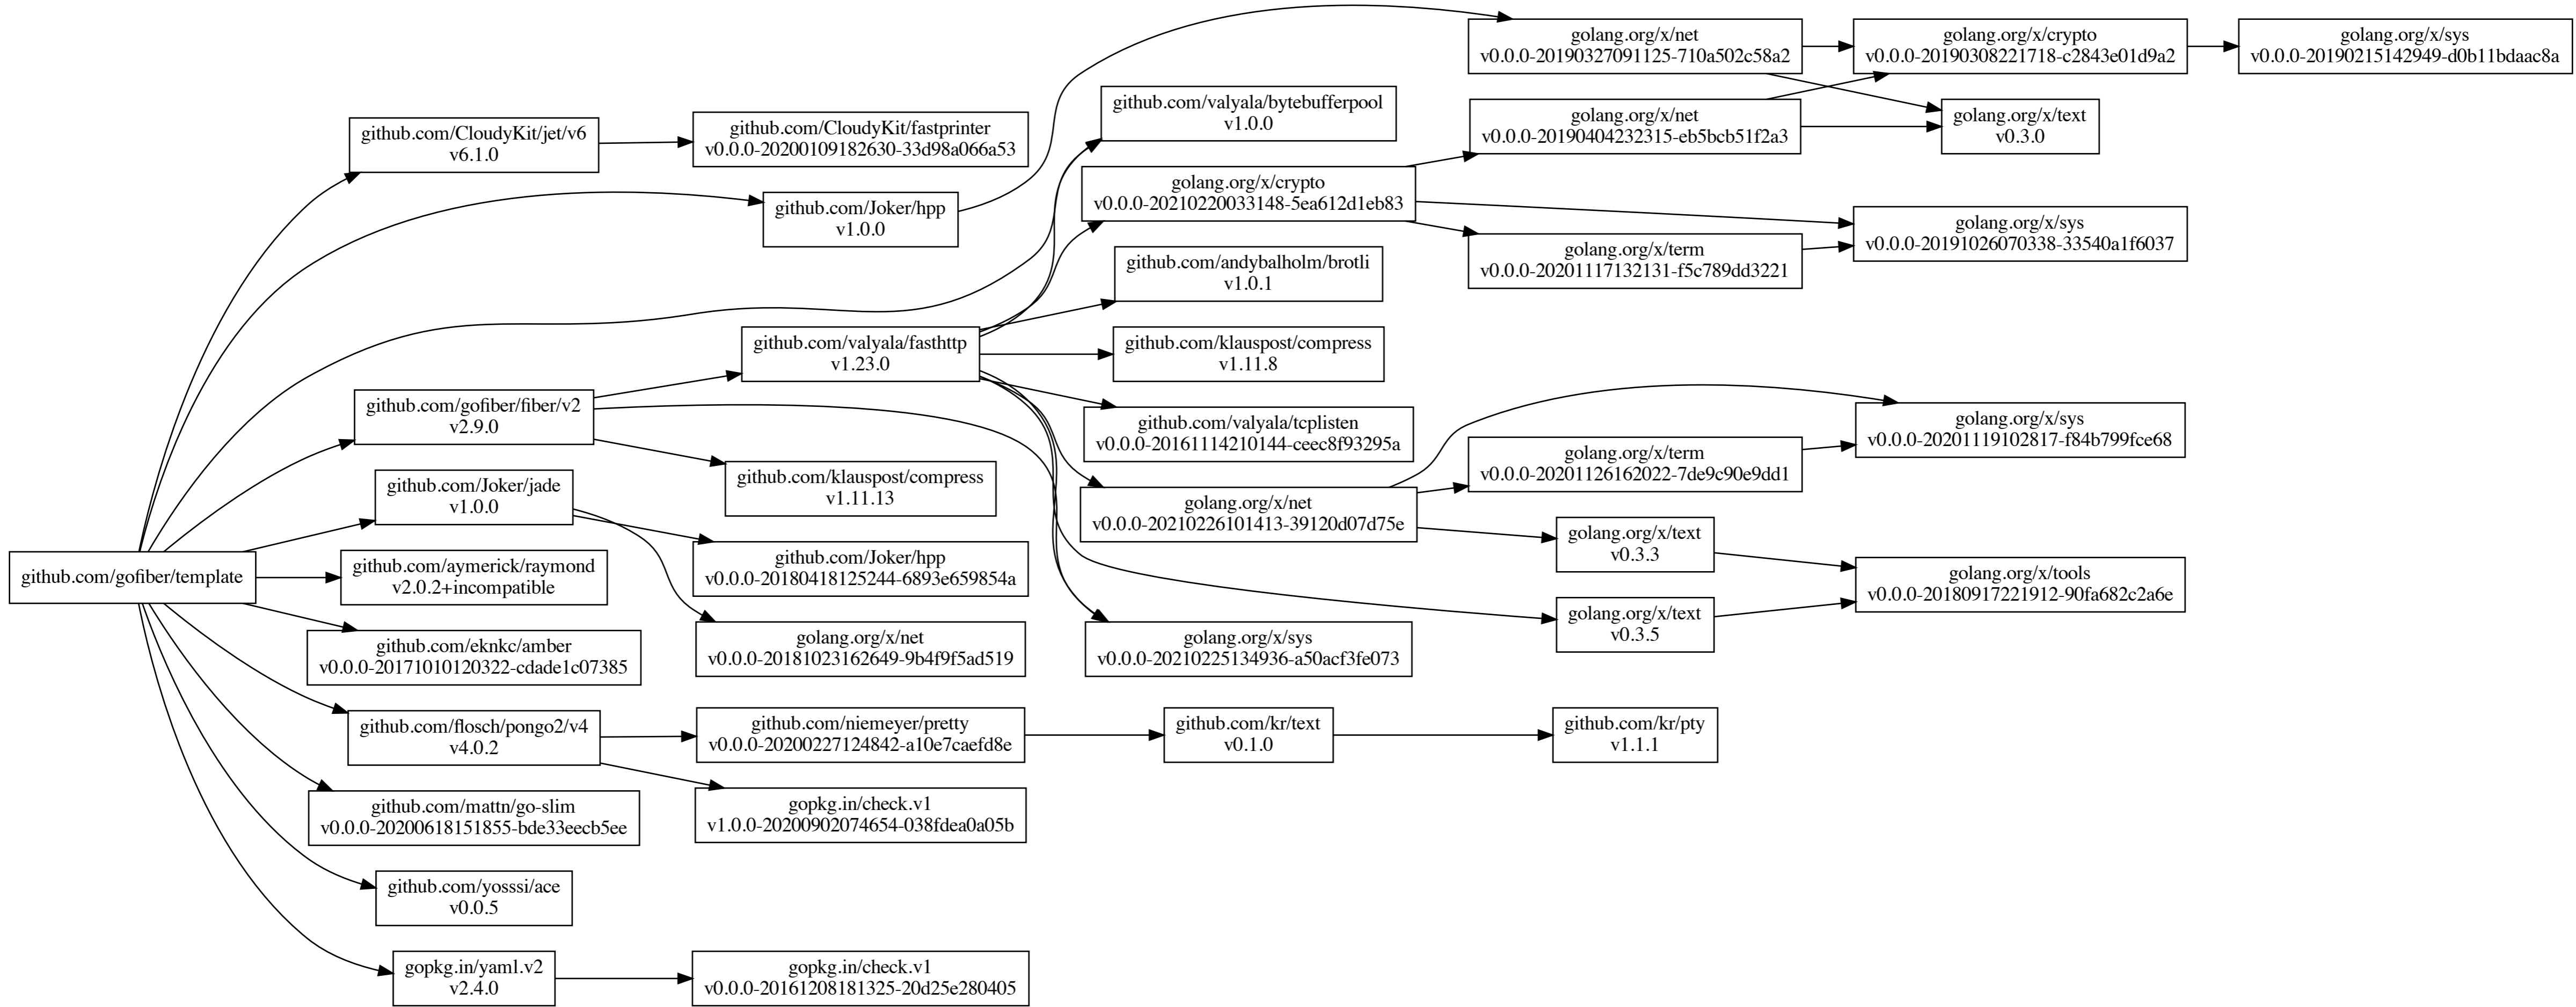 github.com/gofiber/template
github.com/CloudyKit/jet/v6
v6.1.0
github.com/gofiber/fiber/v2
v2.9.0
github.com/Joker/jade
v1.0.0
github.com/aymerick/raymond
v2.0.2+incompatible
github.com/eknkc/amber
v0.0.0-20171010120322-cdade1c07385
github.com/flosch/pongo2/v4
v4.0.2
github.com/mattn/go-slim
v0.0.0-20200618151855-bde33eecb5ee
github.com/yosssi/ace
v0.0.5
gopkg.in/yaml.v2
v2.4.0
github.com/CloudyKit/fastprinter
v0.0.0-20200109182630-33d98a066a53
github.com/Joker/hpp
v1.0.0
github.com/valyala/fasthttp
v1.23.0
github.com/klauspost/compress
v1.11.13
github.com/Joker/hpp
v0.0.0-20180418125244-6893e659854a
golang.org/x/net
v0.0.0-20181023162649-9b4f9f5ad519
github.com/niemeyer/pretty
v0.0.0-20200227124842-a10e7caefd8e
gopkg.in/check.v1
v1.0.0-20200902074654-038fdea0a05b
gopkg.in/check.v1
v0.0.0-20161208181325-20d25e280405
github.com/valyala/bytebufferpool
v1.0.0
golang.org/x/crypto
v0.0.0-20210220033148-5ea612d1eb83
github.com/andybalholm/brotli
v1.0.1
github.com/klauspost/compress
v1.11.8
github.com/valyala/tcplisten
v0.0.0-20161114210144-ceec8f93295a
golang.org/x/net
v0.0.0-20210226101413-39120d07d75e
golang.org/x/sys
v0.0.0-20210225134936-a50acf3fe073
github.com/kr/text
v0.1.0
golang.org/x/net
v0.0.0-20190327091125-710a502c58a2
golang.org/x/net
v0.0.0-20190404232315-eb5bcb51f2a3
golang.org/x/term
v0.0.0-20201117132131-f5c789dd3221
golang.org/x/term
v0.0.0-20201126162022-7de9c90e9dd1
golang.org/x/text
v0.3.3
golang.org/x/text
v0.3.5
github.com/kr/pty
v1.1.1
golang.org/x/crypto
v0.0.0-20190308221718-c2843e01d9a2
golang.org/x/text
v0.3.0
golang.org/x/sys
v0.0.0-20191026070338-33540a1f6037
golang.org/x/sys
v0.0.0-20201119102817-f84b799fce68
golang.org/x/tools
v0.0.0-20180917221912-90fa682c2a6e
golang.org/x/sys
v0.0.0-20190215142949-d0b11bdaac8a